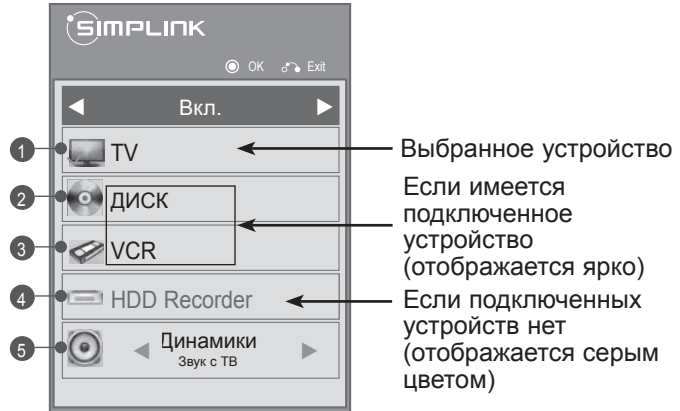 SIMPLINK
OK Exit
Вкл.
1 TV
2 ДИСК
3 VCR
4 HDD Recorder
5 Динамики
Звук с ТВ
Выбранное устройство
Если имеется
подключенное
устройство
(отображается ярко)
Если подключенных
устройств нет
(отображается серым
цветом)